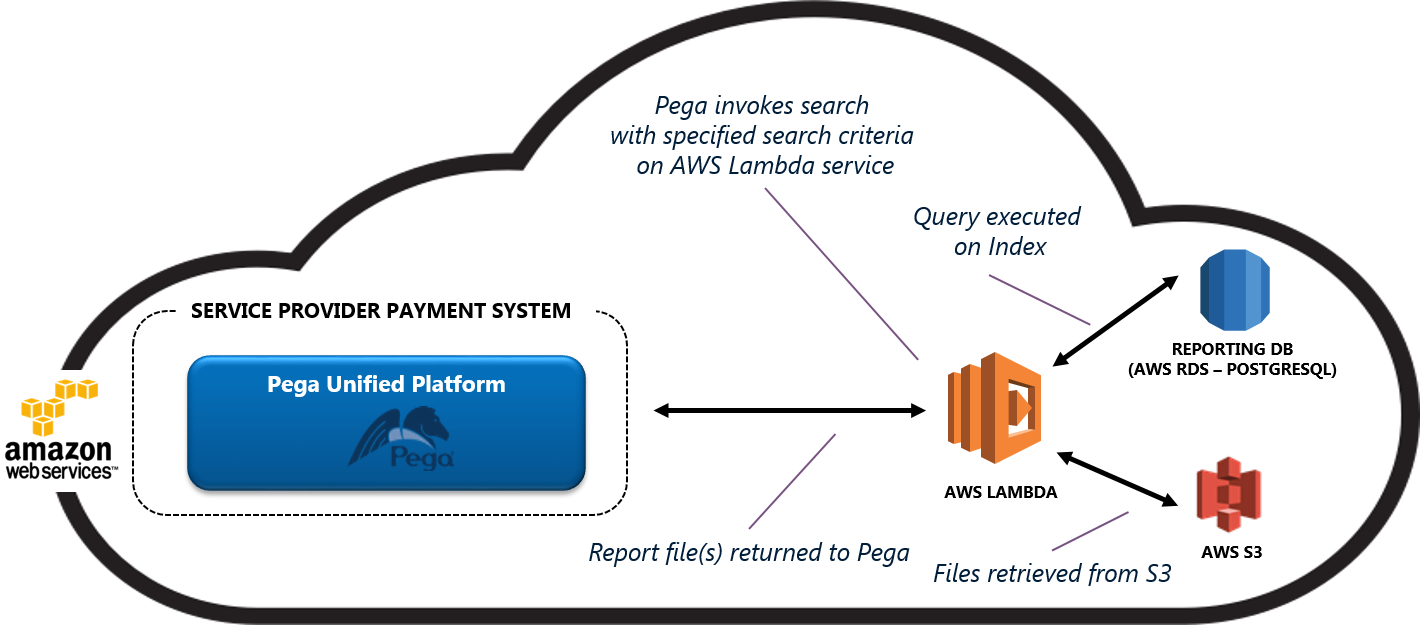 Pega invokes search
with specified search criteria
on AWS Lambda service
Query executed
on Index
SERVICE PROVIDER PAYMENT SYSTEM
Pega Unified Platform
Pega
amazon
web services™
REPORTING DB
(AWS RDS – POSTGRESQL)
AWS LAMBDA
AWS S3
Report file(s) returned to Pega
Files retrieved from S3